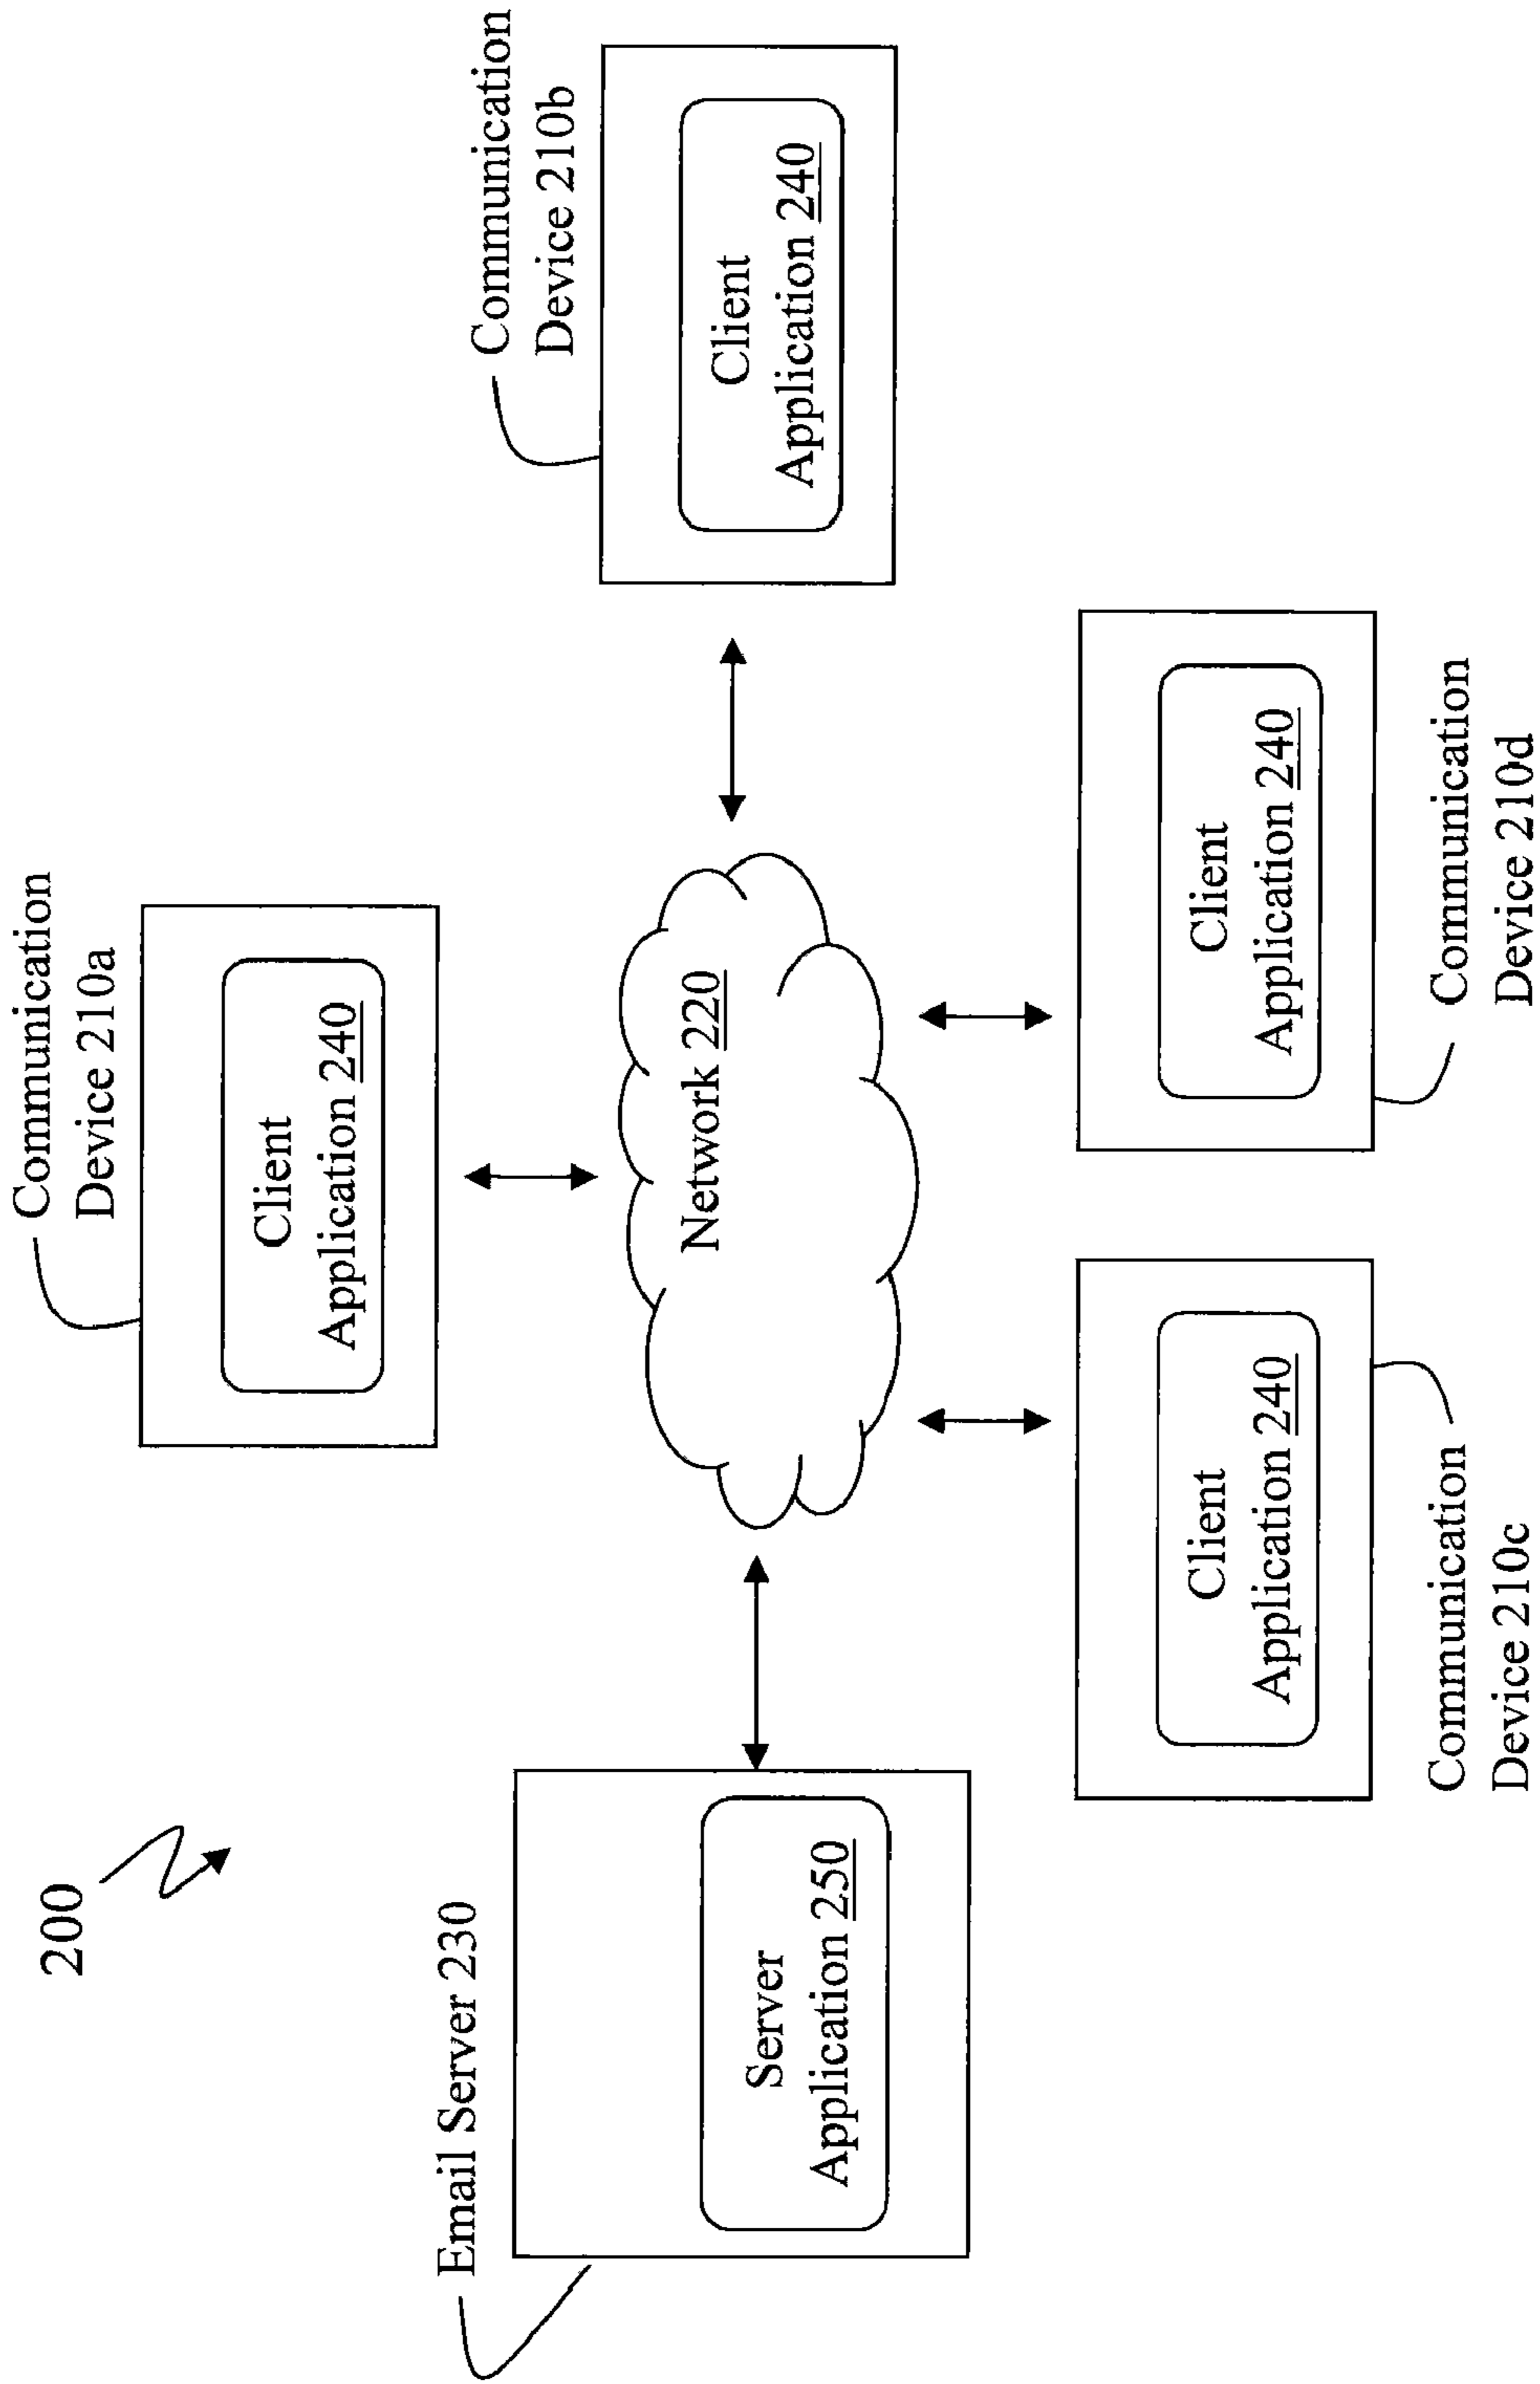 200
Communication
Device 210a
Client
Application 240
Email Server 230
Server
Application 250
Network 220
Communication
Device 210b
Client
Application 240
Client
Application 240
Communication
Device 210c
Client
Application 240
Communication
Device 210d